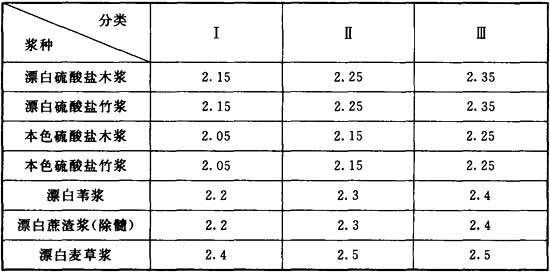 分类
浆种 Ⅰ Ⅱ Ⅲ
漂白硫酸盐木浆 2.15 2.25 2.35
漂白硫酸盐竹浆 2.15 2.25 2.35
本色硫酸盐木浆 2.05 2.15 2.25
本色硫酸盐竹浆 2.05 2.15 2.25
漂白苇浆 2.2 2.3 2.4
漂白蔗渣浆(除髓) 2.2 2.3 2.4
漂白麦草浆 2.4 2.5 2.5